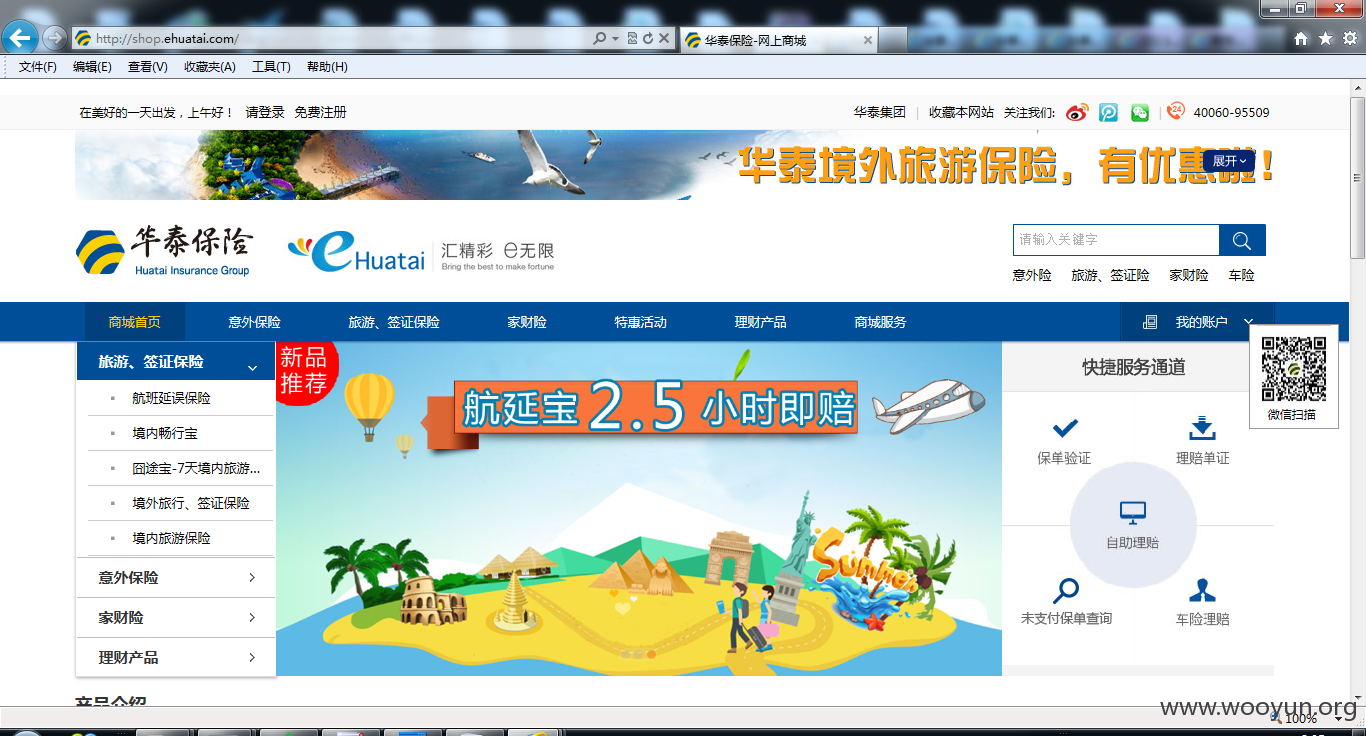 http://shop.ehuatai.com/
华泰保险-网上商城
文件(F) 编辑(E) 查看(V) 收藏夹(A) 工具(T) 帮助(H)
在美好的一天出发，上午好！ 请登录 免费注册
华泰集团 | 收藏本网站 关注我们: | 24 40060-95509
华泰境外旅游保险，有优惠啦！
展开
华泰保险
Huatai Insurance Group
eHuatai
汇精彩 e无限
Bring the best to make fortune
请输入关键字
意外险 旅游、签证险 家财险 车险
商城首页 意外保险 旅游、签证保险 家财险 特惠活动 理财产品 商城服务 我的账户
旅游、签证保险
航班延误保险
境内畅行宝
囧途宝-7天境内旅游...
境外旅行、签证保险
境内旅游保险
意外保险
家财险
理财产品
新品
推荐
航延宝2.5小时即赔
Summer
快捷服务通道
保单验证
理赔单证
自助理赔
未支付保单查询
车险理赔
微信扫描
产品介绍
www.wooyun.org
100%